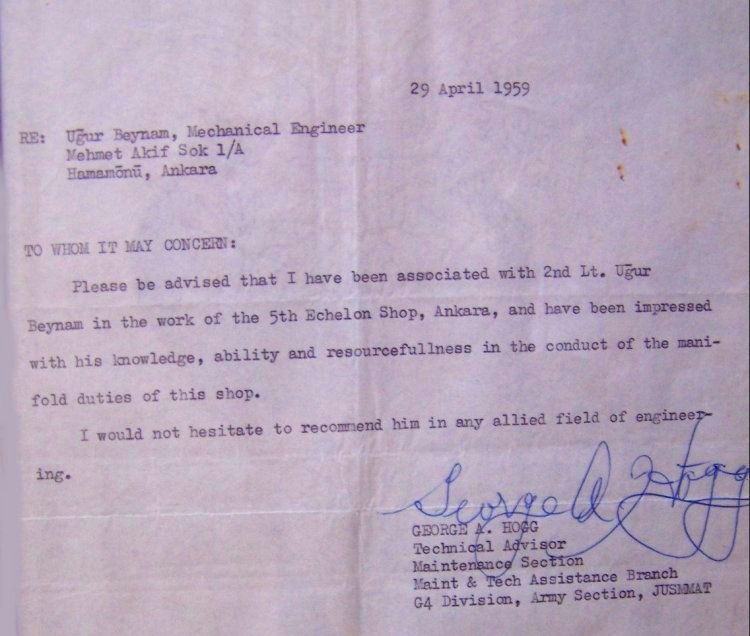 29 April 1959
RE: Uğur Beynam, Mechanical Engineer
Mehmet Akif Sok 1/A
Hamamönü, Ankara
TO WHOM IT MAY CONCERN:
Please be advised that I have been associated with 2nd Lt. Uğur
Beynam in the work of the 5th Echelon Shop, Ankara, and have been impressed
with his knowledge, ability and resourcefullness in the conduct of the mani-
fold duties of this shop.
I would not hesitate to recommend him in any allied field of engineer-
ing.
George A Hogg
GEORGE A. HOGG
Technical Advisor
Maintenance Section
Maint & Tech Assistance Branch
G4 Division, Army Section, JUSMMAT